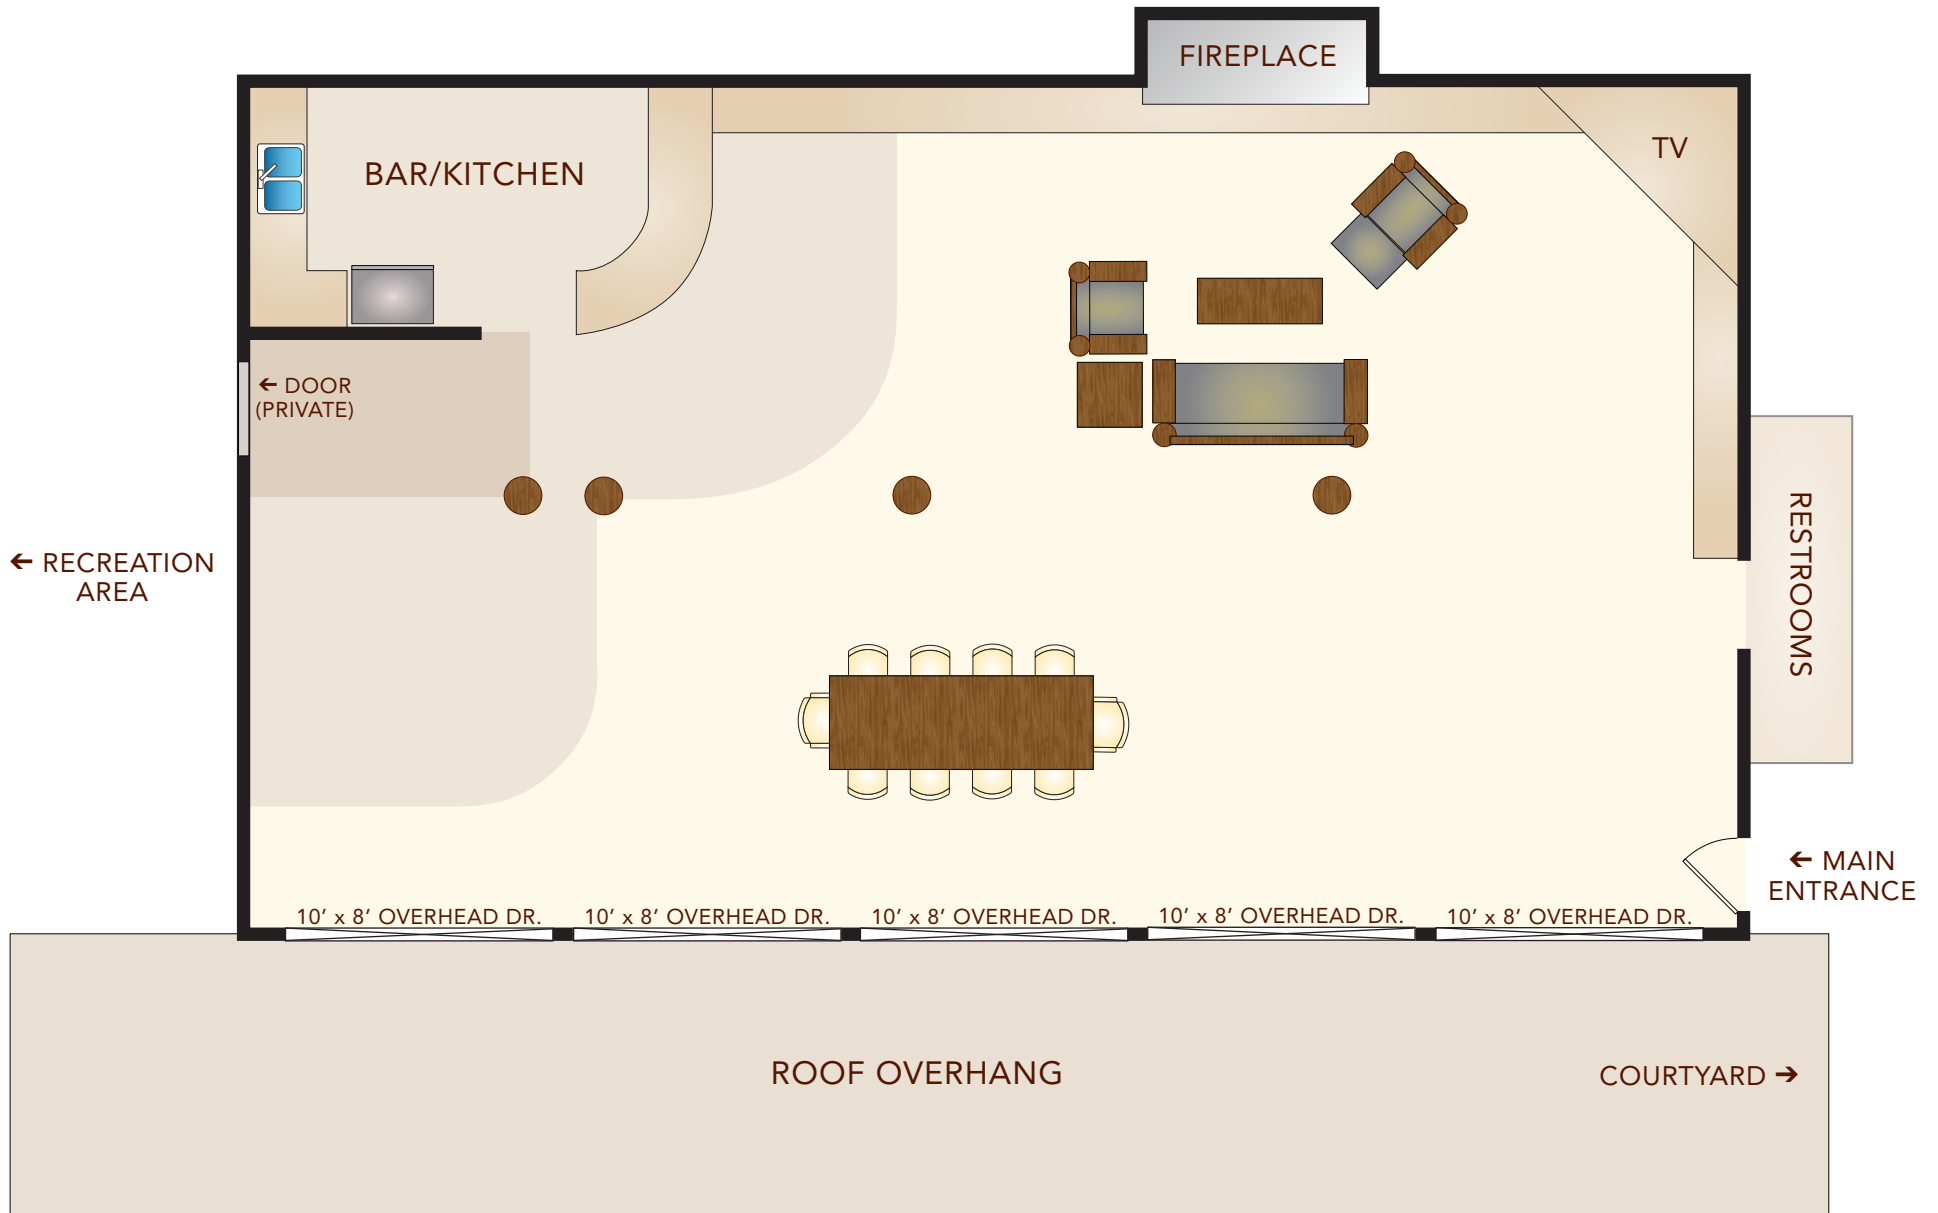 FIREPLACE
TV
BAR/KITCHEN
← DOOR
(PRIVATE)
RESTROOMS
← RECREATION
AREA
← MAIN
ENTRANCE
10’ x 8’ OVERHEAD DR.
10’ x 8’ OVERHEAD DR.
10’ x 8’ OVERHEAD DR.
10’ x 8’ OVERHEAD DR.
10’ x 8’ OVERHEAD DR.
ROOF OVERHANG
COURTYARD →